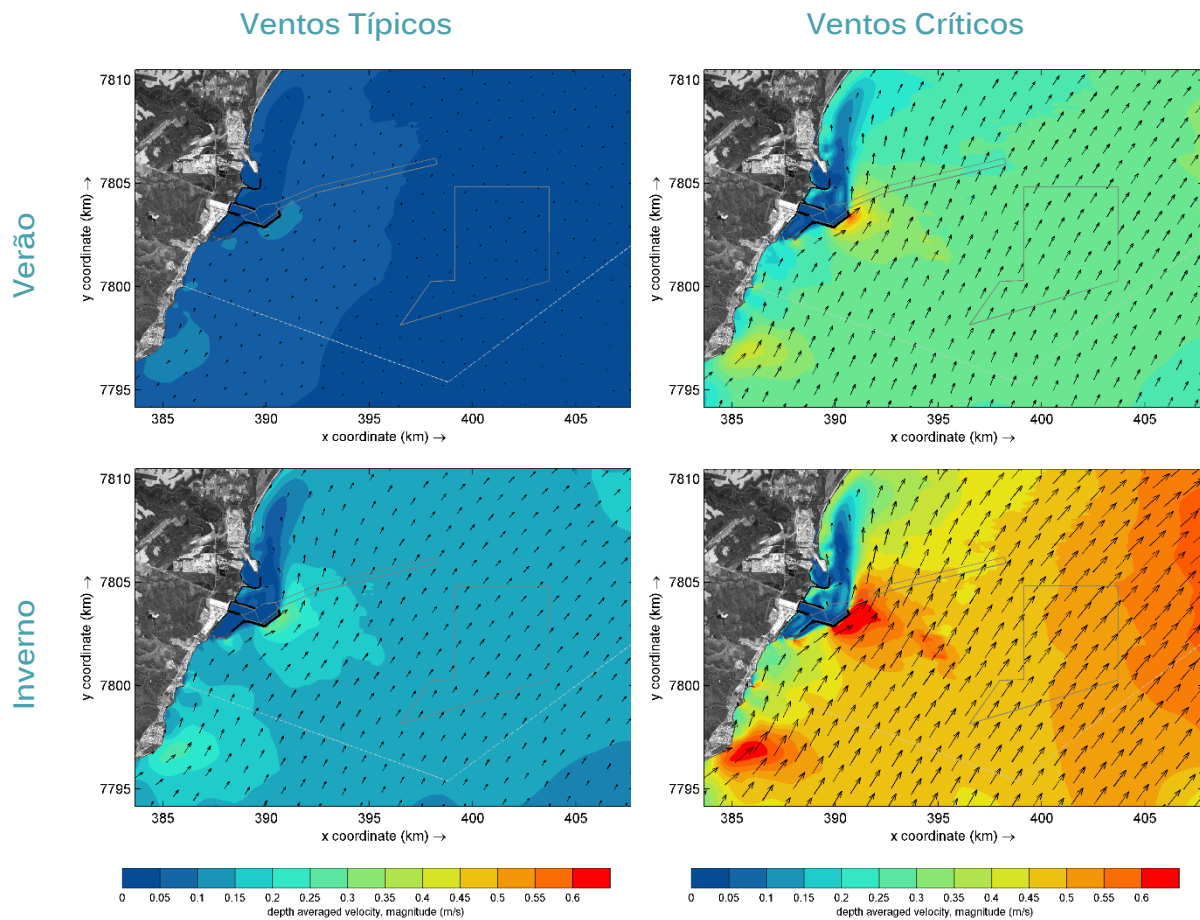 Ventos Típicos
Ventos Críticos
Verão
7810
7805
7800
7795
y coordinate (km) →
385 390 395 400 405
x coordinate (km) →
7810
7805
7800
7795
y coordinate (km) →
385 390 395 400 405
x coordinate (km) →
Inverno
7810
7805
7800
7795
y coordinate (km) →
385 390 395 400 405
x coordinate (km) →
7810
7805
7800
7795
y coordinate (km) →
385 390 395 400 405
x coordinate (km) →
0 0.05 0.1 0.15 0.2 0.25 0.3 0.35 0.4 0.45 0.5 0.55 0.6
depth averaged velocity, magnitude (m/s)
0 0.05 0.1 0.15 0.2 0.25 0.3 0.35 0.4 0.45 0.5 0.55 0.6
depth averaged velocity, magnitude (m/s)